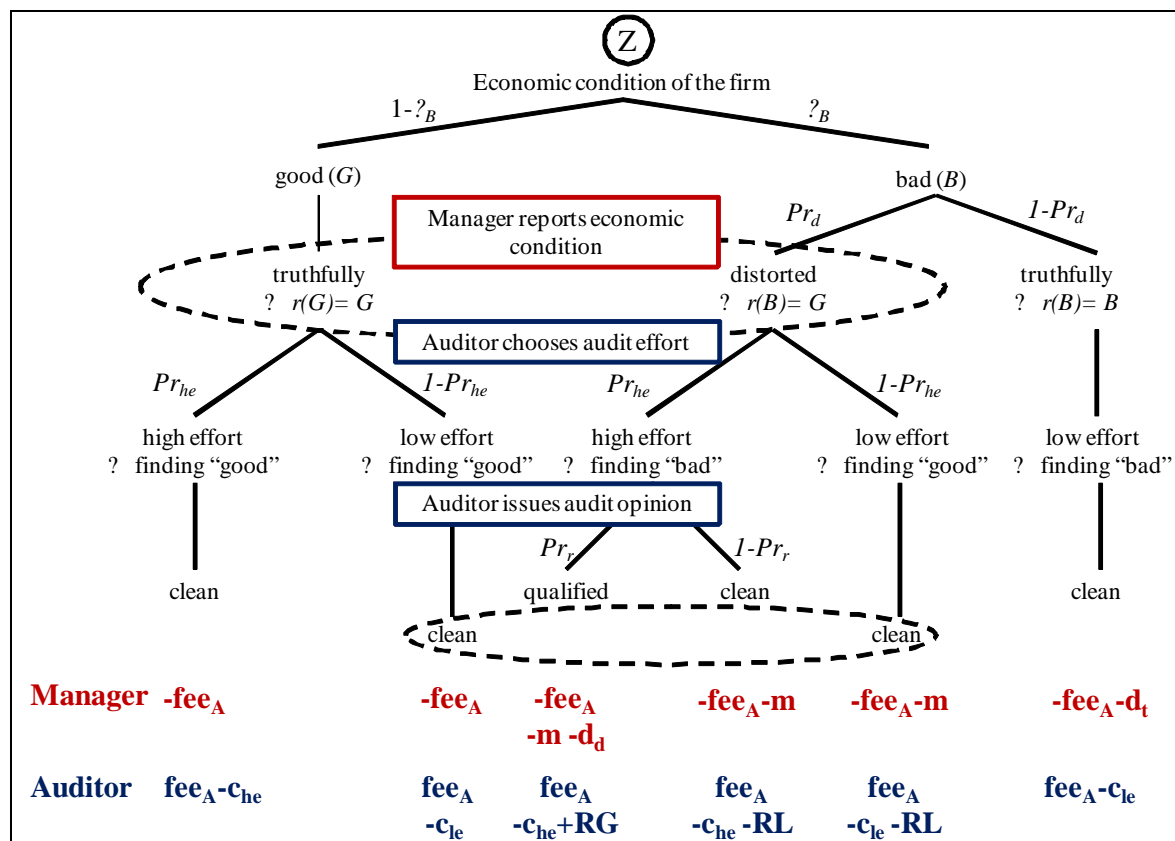 Z
Economic condition of the firm
1-?B ?B
good (G) bad (B)
Manager reports economic
condition
Prd 1-Prd
truthfully distorted truthfully
? r(G)= G ? r(B)= G ? r(B)= B
Auditor chooses audit effort
Prhe 1-Prhe Prhe 1-Prhe
high effort low effort high effort low effort low effort
? finding “good” ? finding “good” ? finding “bad” ? finding “good” ? finding “bad”
Auditor issues audit opinion
Prr 1-Prr
clean qualified clean clean
clean clean
Manager -feeA -feeA -feeA -feeA-m -feeA-m -feeA-dt
-m -dd
Auditor feeA-che feeA feeA feeA feeA feeA-cle
-cle -che+RG -che -RL -cle -RL